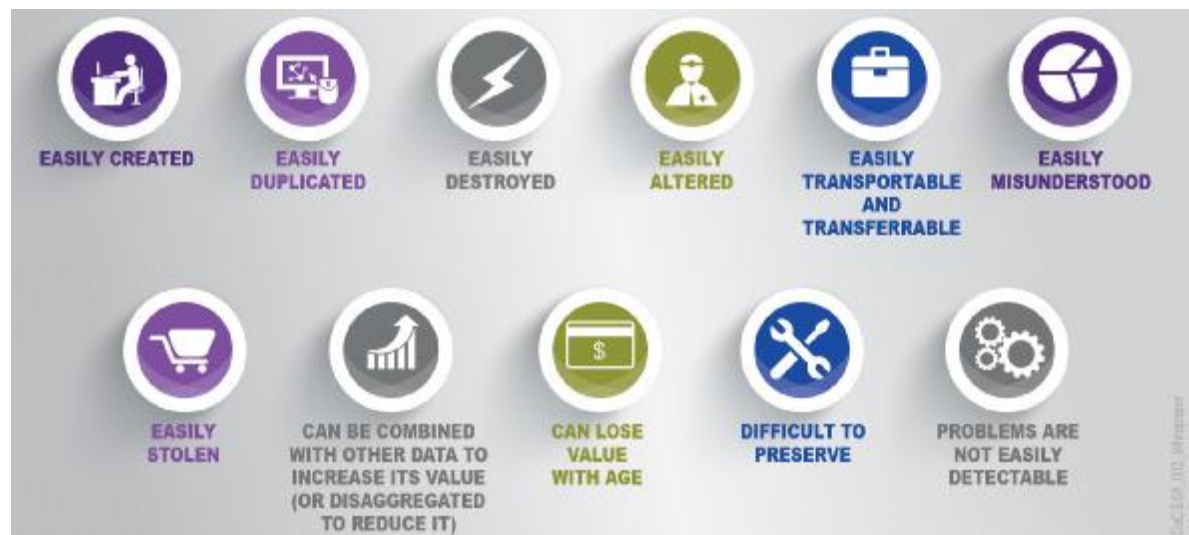 EASILY CREATED
EASILY
DUPLICATED
EASILY
DESTROYED
EASILY
ALTERED
EASILY
TRANSPORTABLE
AND
TRANSFERRABLE
EASILY
MISUNDERSTOOD
EASILY
STOLEN
CAN BE COMBINED
WITH OTHER DATA TO
INCREASE ITS VALUE
(OR DISAGGREGATED
TO REDUCE IT)
$
CAN LOSE
VALUE
WITH AGE
DIFFICULT TO
PRESERVE
PROBLEMS ARE
NOT EASILY
DETECTABLE